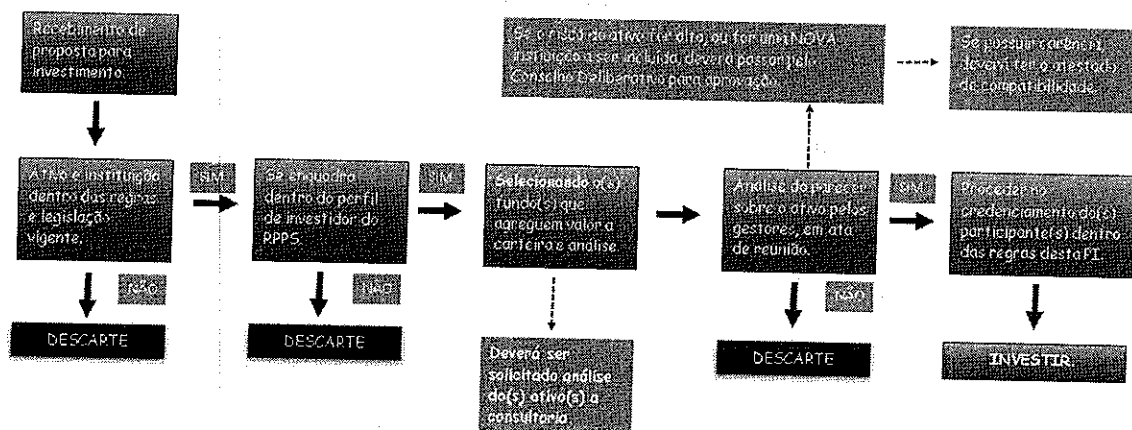 Recebimento de
proposta para
investimento.
Se o risco do ativo for alto, ou for uma NOVA
instituição a ser incluída, deverá passar pelo
Conselho Deliberativo para aprovação.
Se possuir carência
deverá ter o atestado
de compatibilidade.
Ativo e instituição
dentro das regras
e legislação
vigente.
SIM
Se enquadra
dentro do perfil
de investidor do
RPPS
SIM
Selecionando o(s)
fundo(s) que
agreguem valor a
carteira e análise
Análise do parecer
sobre o ativo pelos
gestores, em ata
de reunião.
SIM
Proceder no
credenciamento do(s)
participante(s) dentro
das regras desta PI.
NÃO
NÃO
NÃO
DESCARTE
DESCARTE
Deverá ser
solicitado análise
do(s) ativo(s) a
consultoria.
DESCARTE
INVESTIR